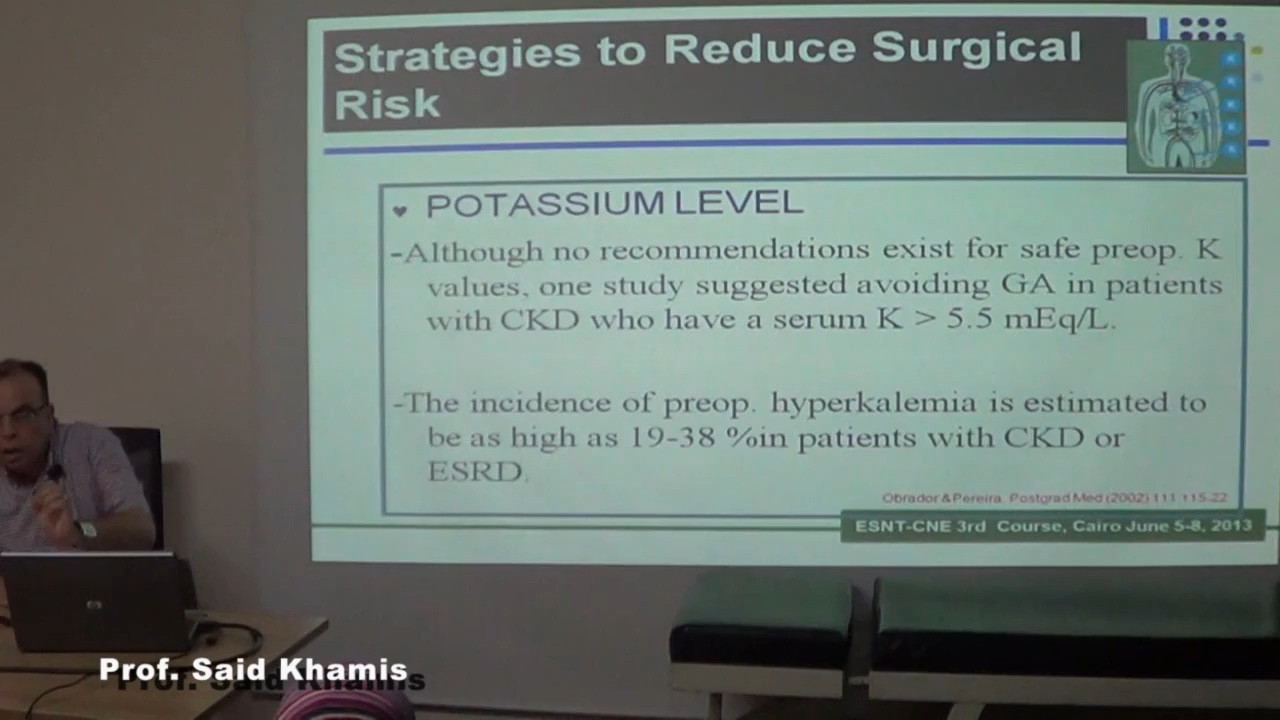 Strategies to Reduce Surgical
Risk
POTASSIUM LEVEL
-Although no recommendations exist for safe preop. K
values, one study suggested avoiding GA in patients
with CKD who have a serum K > 5.5 mEq/L.
-The incidence of preop. hyperkalemia is estimated to
be as high as 19-38 %in patients with CKD or
ESRD.
Obrador & Pereira. Postgrad Med (2002) 111:115-22
ESNT-CNE 3rd Course, Cairo June 5-8, 2013
hp
Prof. Said Khamis